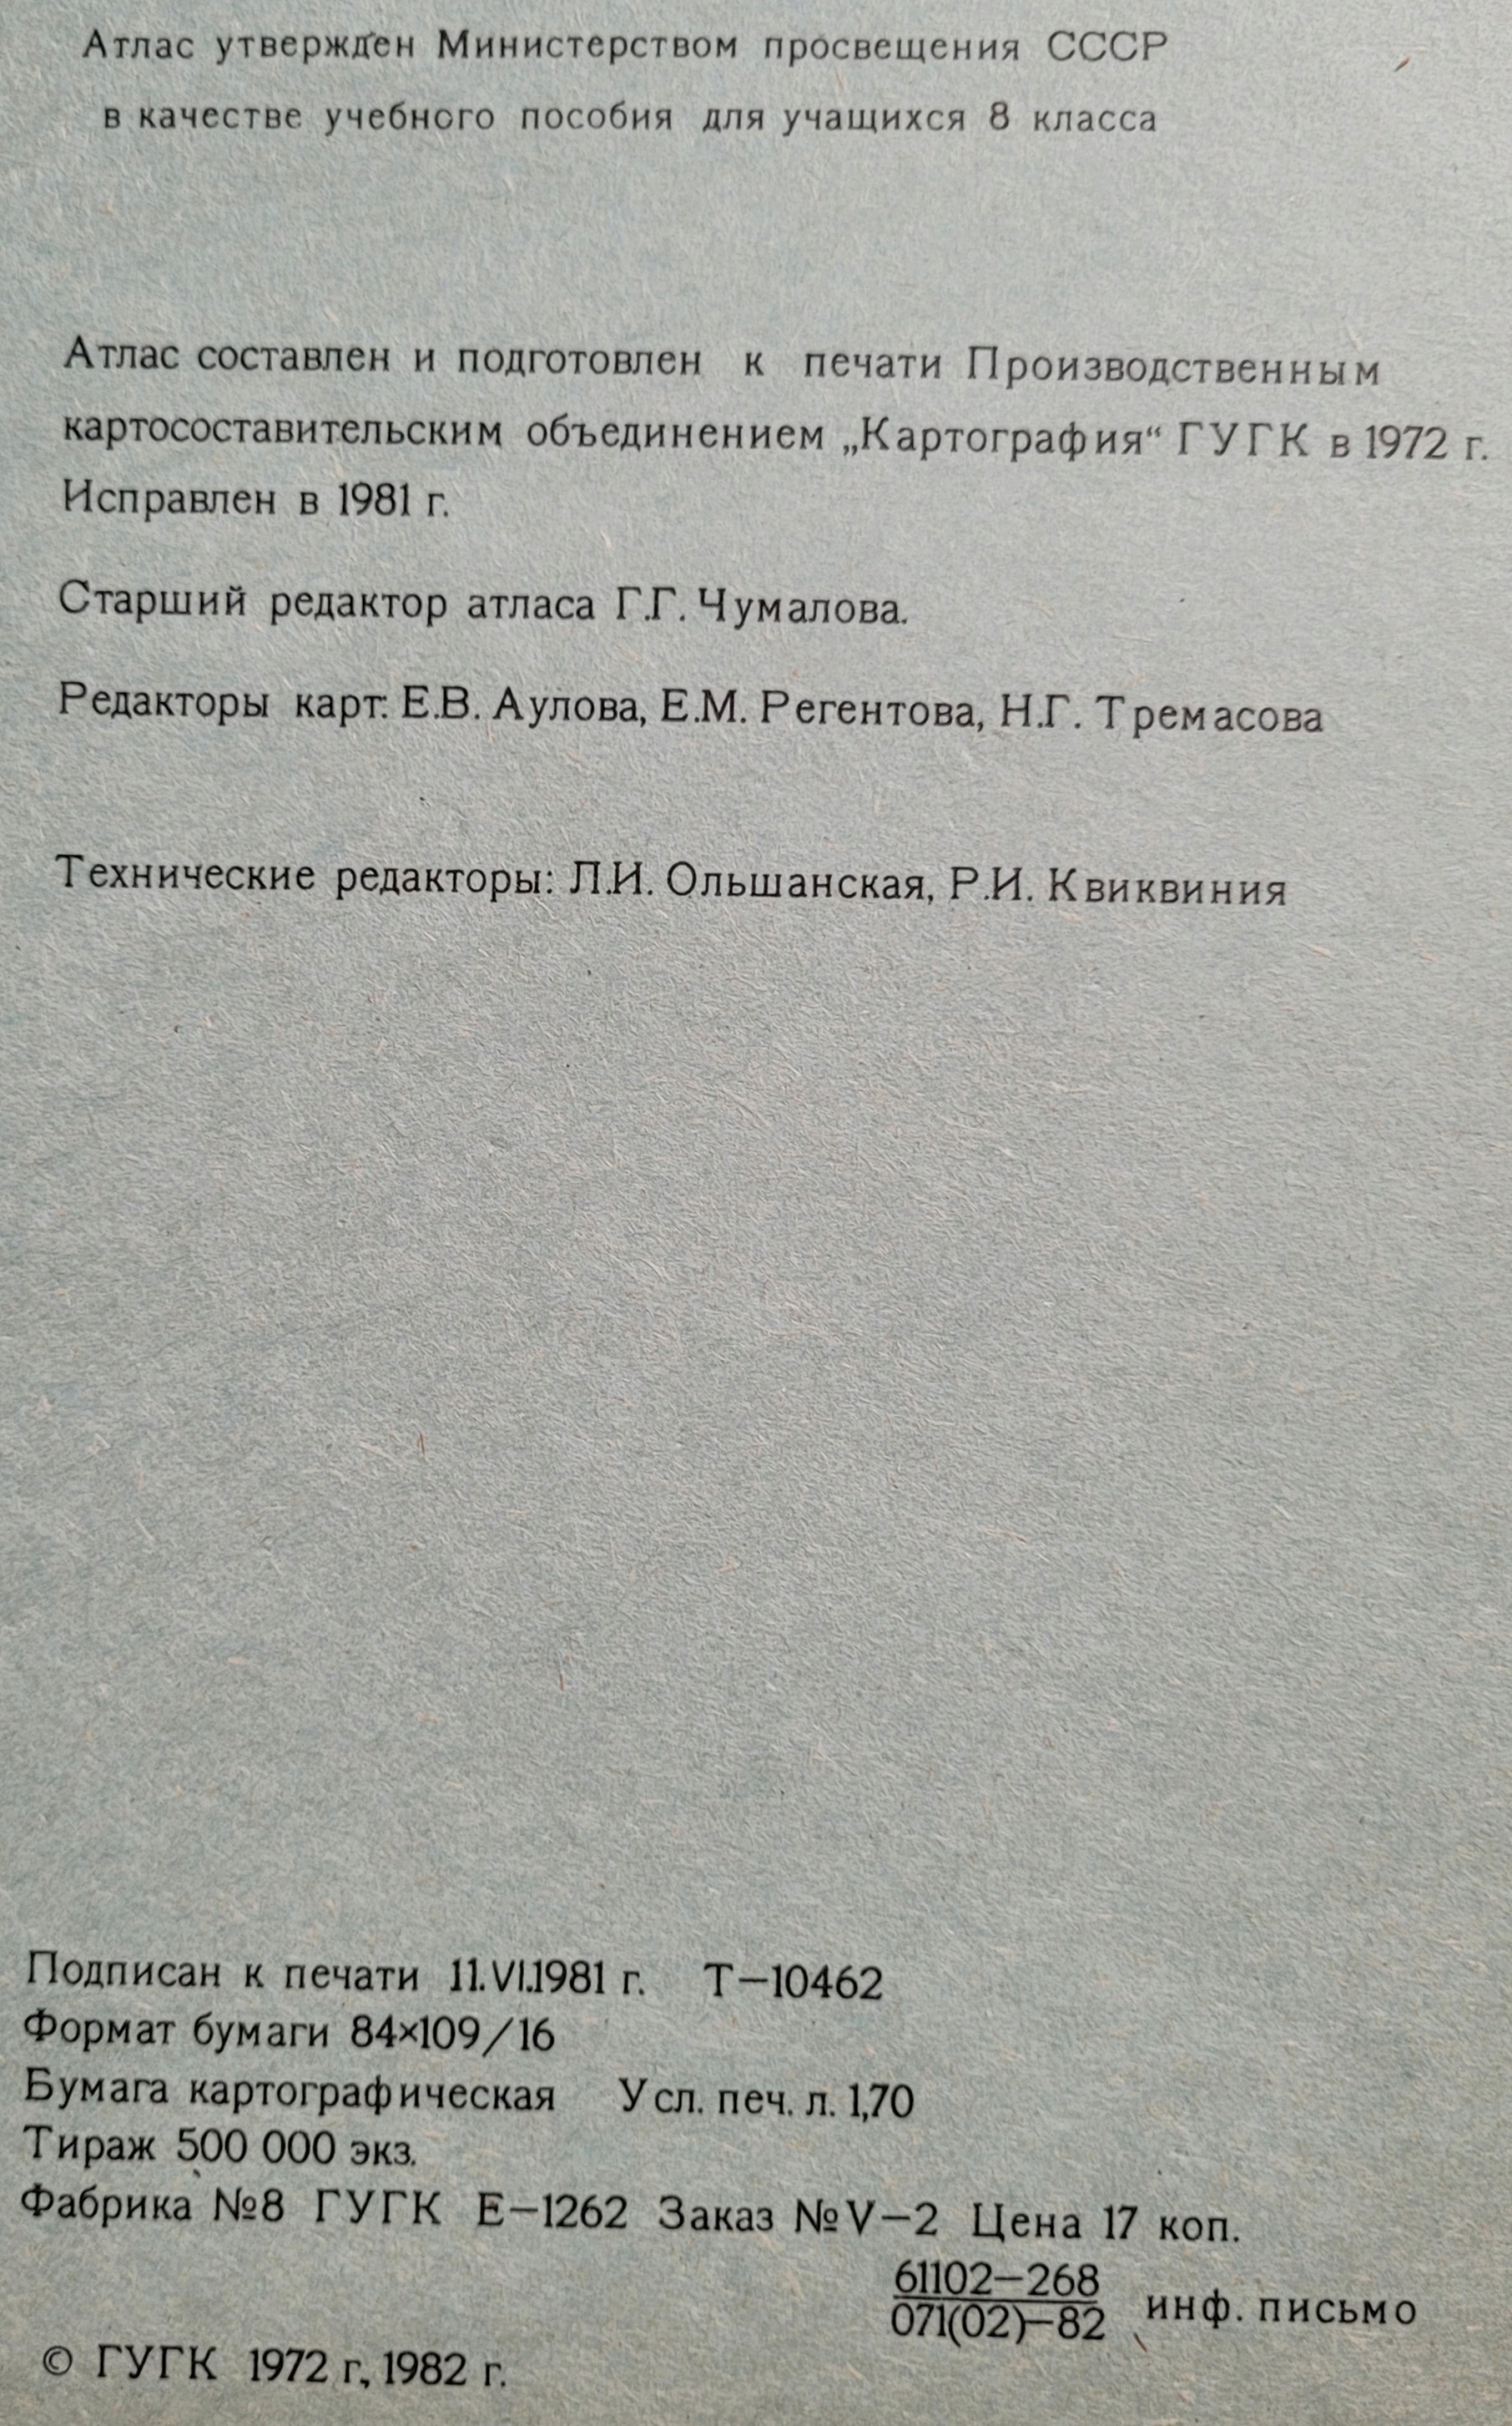 Атлас утвержден Министерством просвещения СССР
в качестве учебного пособия для учащихся 8 класса
Атлас составлен и подготовлен к печати Производственным
картосоставительским объединением „Картография“ ГУГК в 1972 г.
Исправлен в 1981 г.
Старший редактор атласа Г.Г. Чумалова.
Редакторы карт: Е.В. Аулова, Е.М. Регентова, Н.Г. Тремасова
Технические редакторы: Л.И. Ольшанская, Р.И. Квиквиния
Подписан к печати 11.VI.1981 г. Т—10462
Формат бумаги 84×109/16
Бумага картографическая Усл. печ. л. 1,70
Тираж 500 000 экз.
Фабрика №8 ГУГК Е—1262 Заказ №V—2 Цена 17 коп.
61102—268
071(02)—82 инф. письмо
© ГУГК 1972 г., 1982 г.